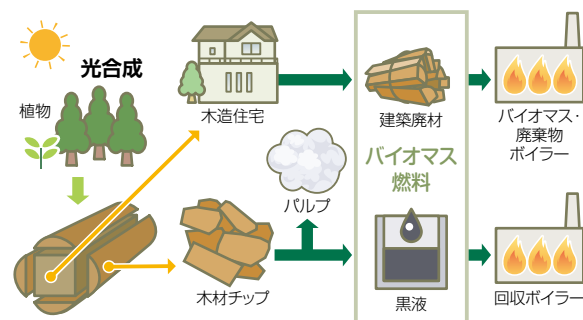 光合成
植物
木造住宅
建築廃材
バイオマス・
廃棄物
ボイラー
バイオマス
燃料
パルプ
木材チップ
黒液
回収ボイラー